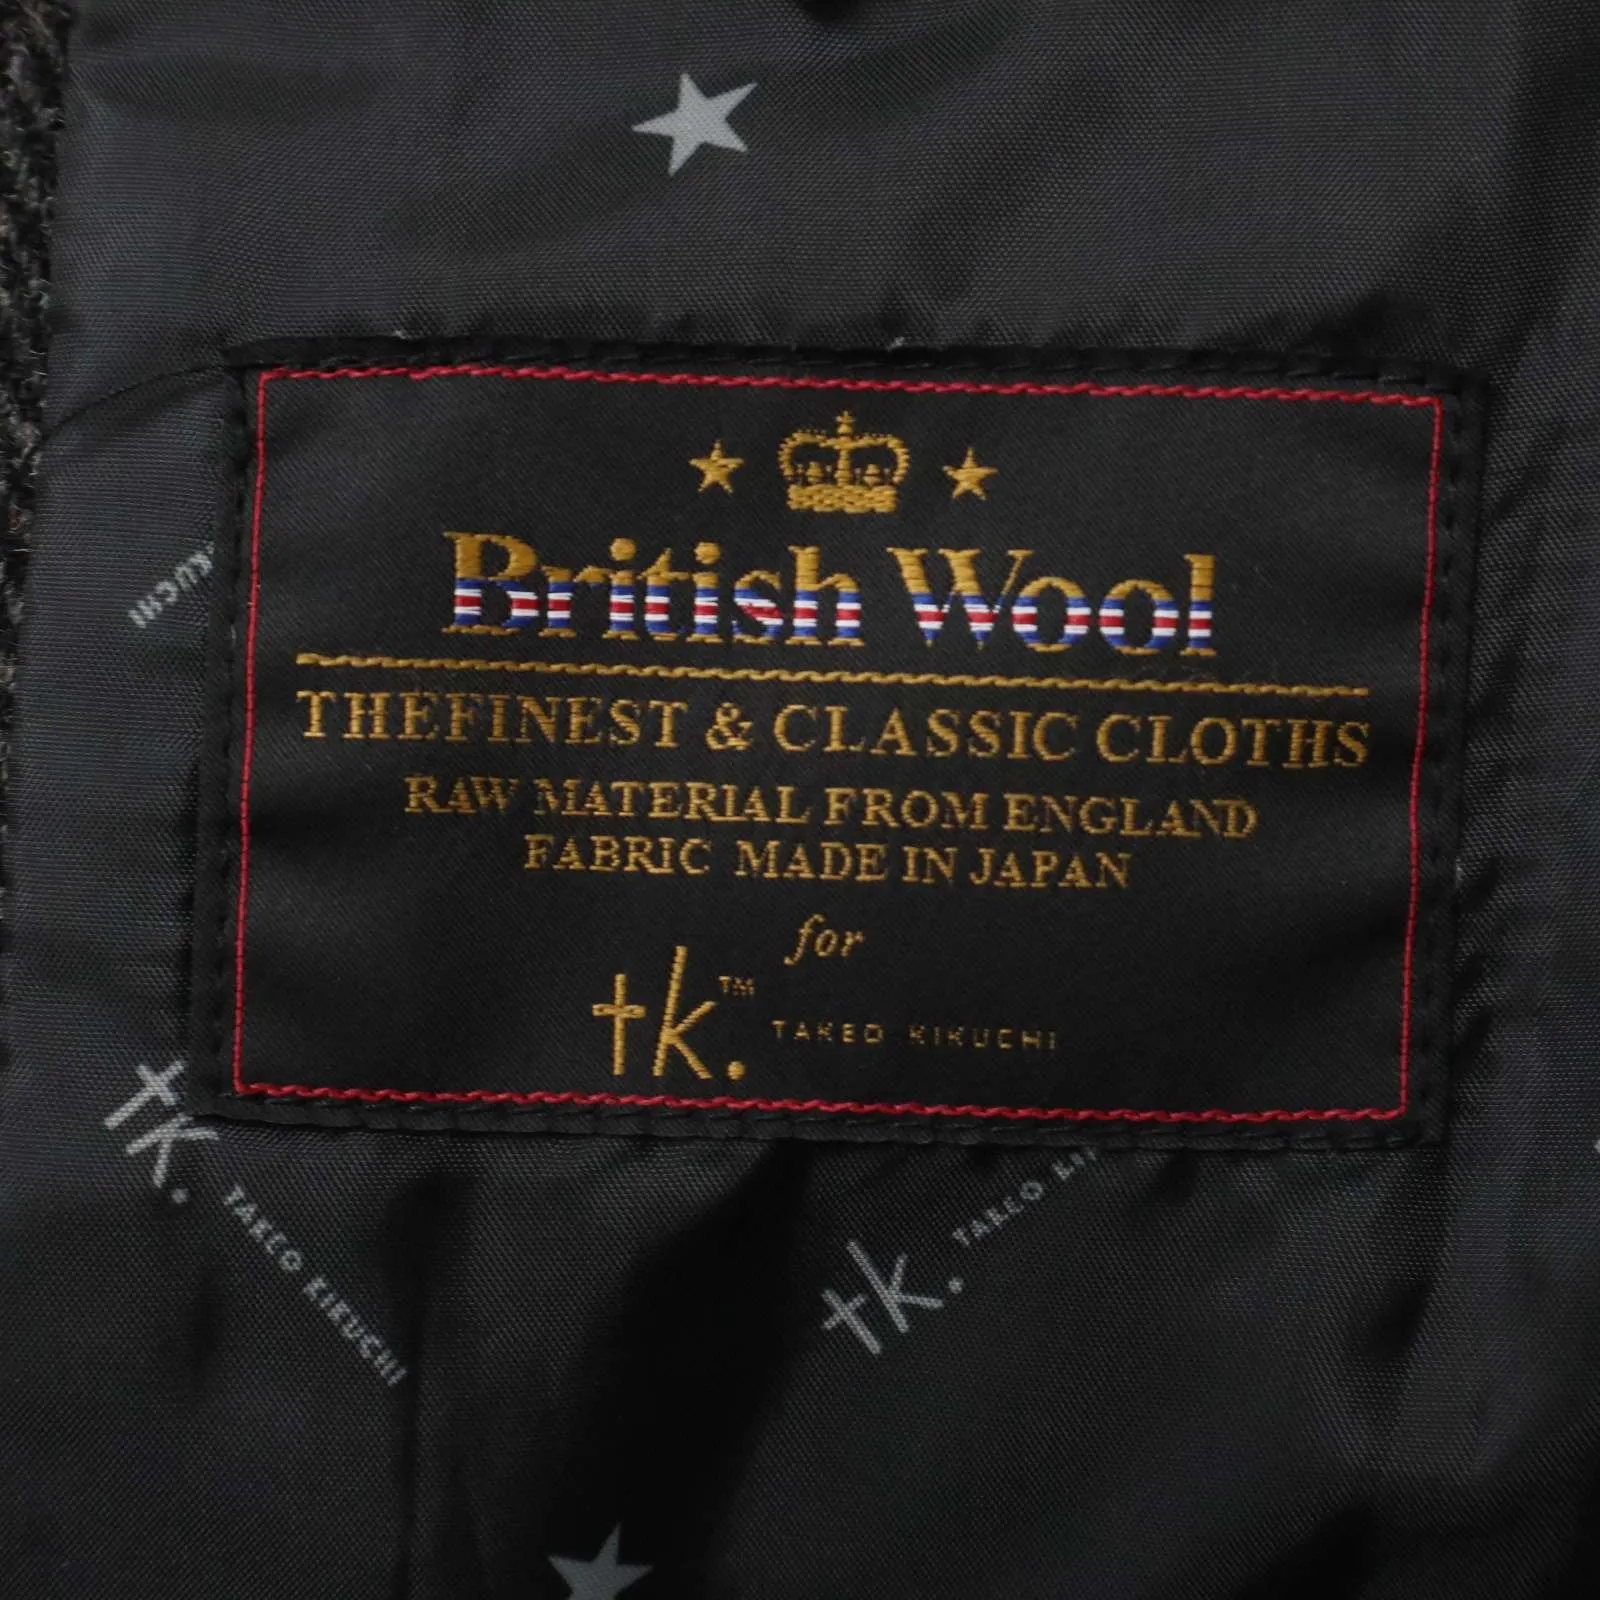 British Wool
THEFINEST & CLASSIC CLOTHS
RAW MATERIAL FROM ENGLAND
FABRIC MADE IN JAPAN
for
tk.™ TAKEO KIKUCHI
tk. TAKEO KIKUCHI
tk. TAKEO